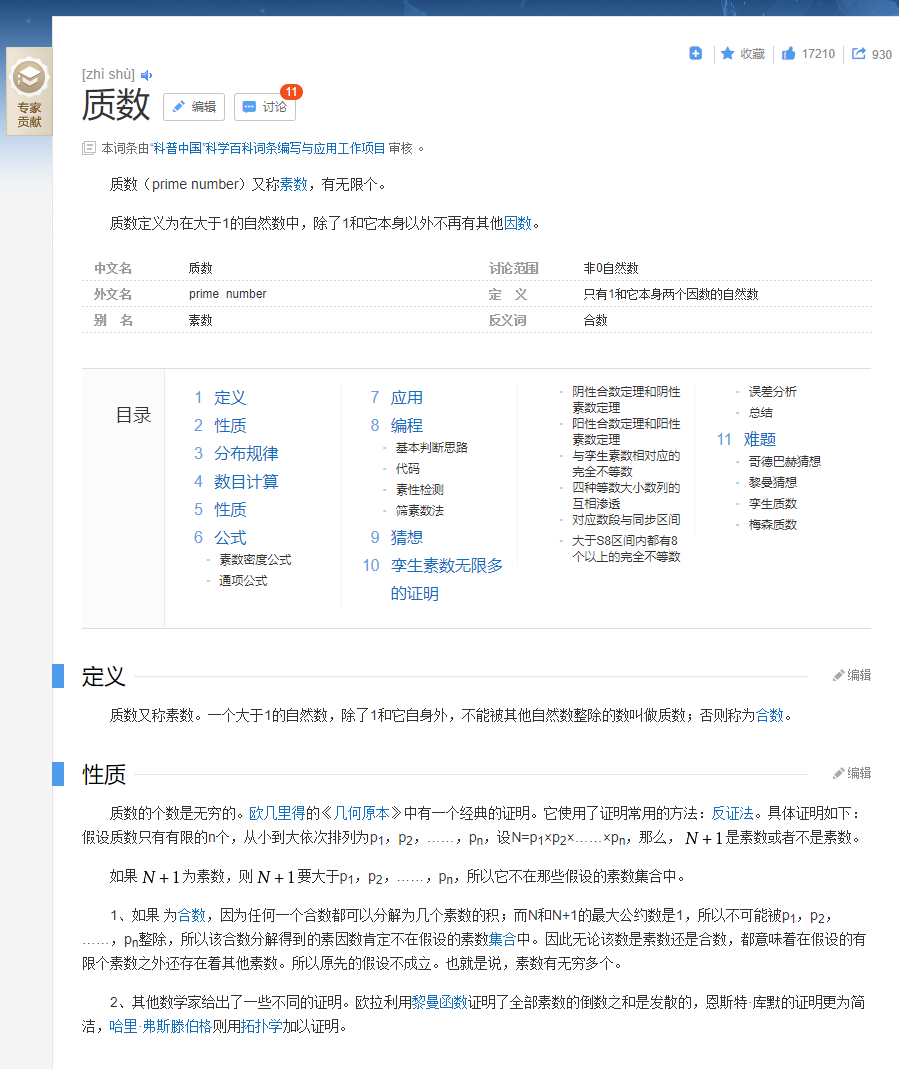 收藏 17210 930
专家
贡献
[zhì shù]
质数 编辑 讨论 11
本词条由“科普中国”科学百科词条编写与应用工作项目 审核 。
质数（prime number）又称素数，有无限个。
质数定义为在大于1的自然数中，除了1和它本身以外不再有其他因数。
中文名 质数 讨论范围 非0自然数
外文名 prime number 定 义 只有1和它本身两个因数的自然数
别 名 素数 反义词 合数
目录
1 定义
2 性质
3 分布规律
4 数目计算
5 性质
6 公式
- 素数密度公式
- 通项公式
7 应用
8 编程
- 基本判断思路
- 代码
- 素性检测
- 筛素数法
9 猜想
10 孪生素数无限多
的证明
- 阴性合数定理和阴性
素数定理
- 阳性合数定理和阳性
素数定理
- 与孪生素数相对应的
完全不等数
- 四种等数大小数列的
互相渗透
- 对应数段与同步区间
- 大于S8区间内都有8
个以上的完全不等数
- 误差分析
- 总结
11 难题
- 哥德巴赫猜想
- 黎曼猜想
- 孪生质数
- 梅森质数
定义 编辑
质数又称素数。一个大于1的自然数，除了1和它自身外，不能被其他自然数整除的数叫做质数；否则称为合数。
性质 编辑
质数的个数是无穷的。欧几里得的《几何原本》中有一个经典的证明。它使用了证明常用的方法：反证法。具体证明如下：
假设质数只有有限的n个，从小到大依次排列为p1，p2，……，pn，设N=p1×p2×……×pn，那么， N+1是素数或者不是素数。
如果 N+1为素数，则 N+1要大于p1，p2，……，pn，所以它不在那些假设的素数集合中。
1、如果 为合数，因为任何一个合数都可以分解为几个素数的积；而N和N+1的最大公约数是1，所以不可能被p1，p2，
……，pn整除，所以该合数分解得到的素因数肯定不在假设的素数集合中。因此无论该数是素数还是合数，都意味着在假设的有
限个素数之外还存在着其他素数。所以原先的假设不成立。也就是说，素数有无穷多个。
2、其他数学家给出了一些不同的证明。欧拉利用黎曼函数证明了全部素数的倒数之和是发散的，恩斯特·库默的证明更为简
洁，哈里·弗斯滕伯格则用拓扑学加以证明。